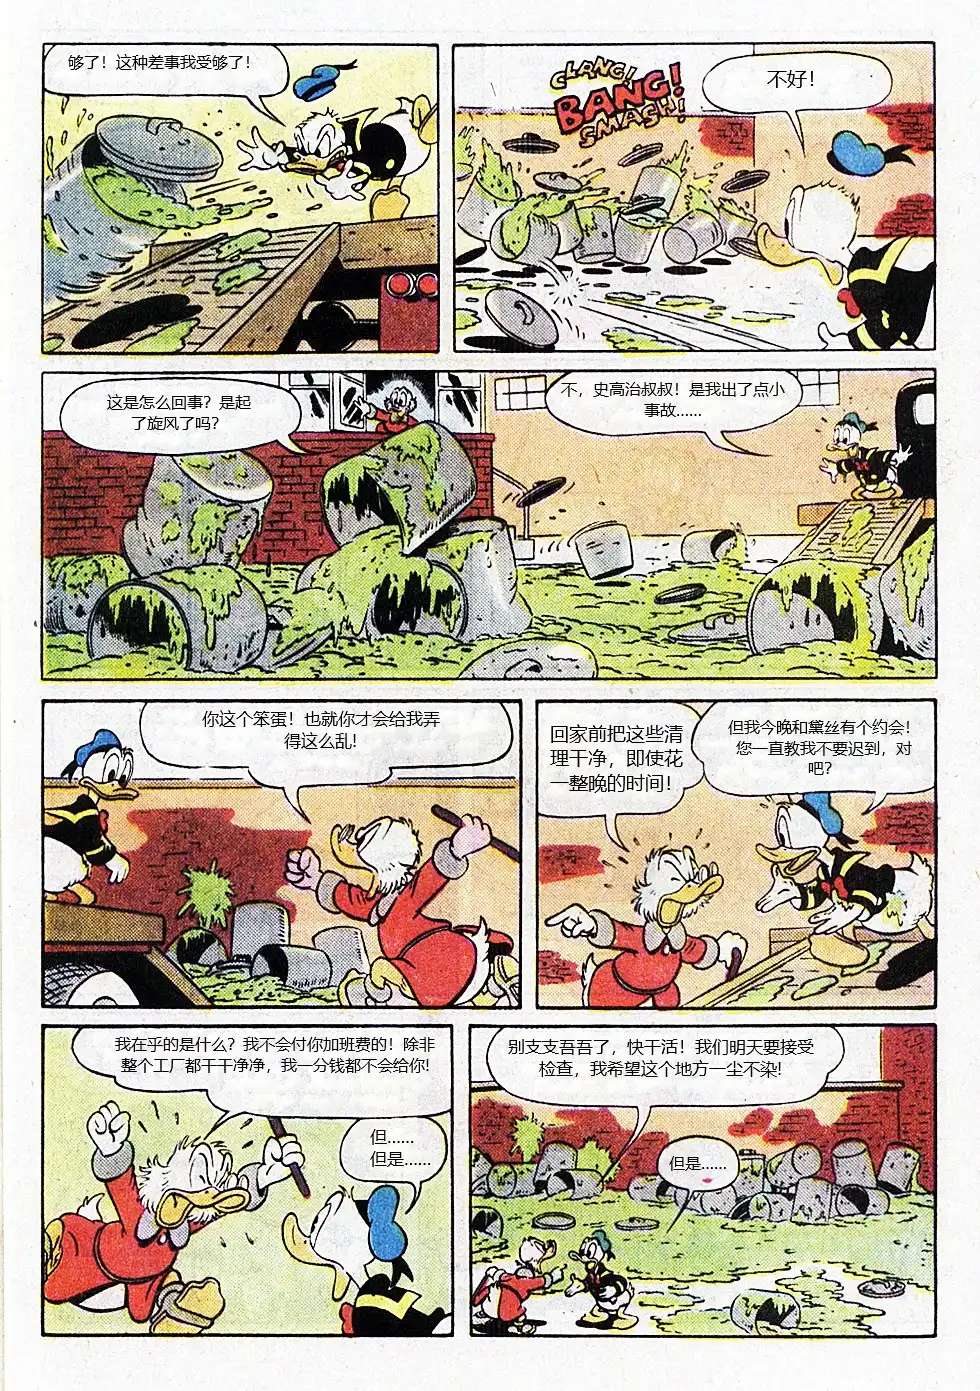 够了！这种差事我受够了！
CLANG!
BANG!
SMASH!
不好！
这是怎么回事？是起
了旋风了吗？
不，史高治叔叔！是我出了点小
事故……
你这个笨蛋！也就你才会给我弄
得这么乱!
回家前把这些清
理干净，即使花
一整晚的时间！
但我今晚和黛丝有个约会！
您一直教我不要迟到，对
吧？
我在乎的是什么？我不会付你加班费的！除非
整个工厂都干干净净，我一分钱都不会给你!
但……
但是……
别支支吾吾了，快干活！我们明天要接受
检查，我希望这个地方一尘不染!
但是……